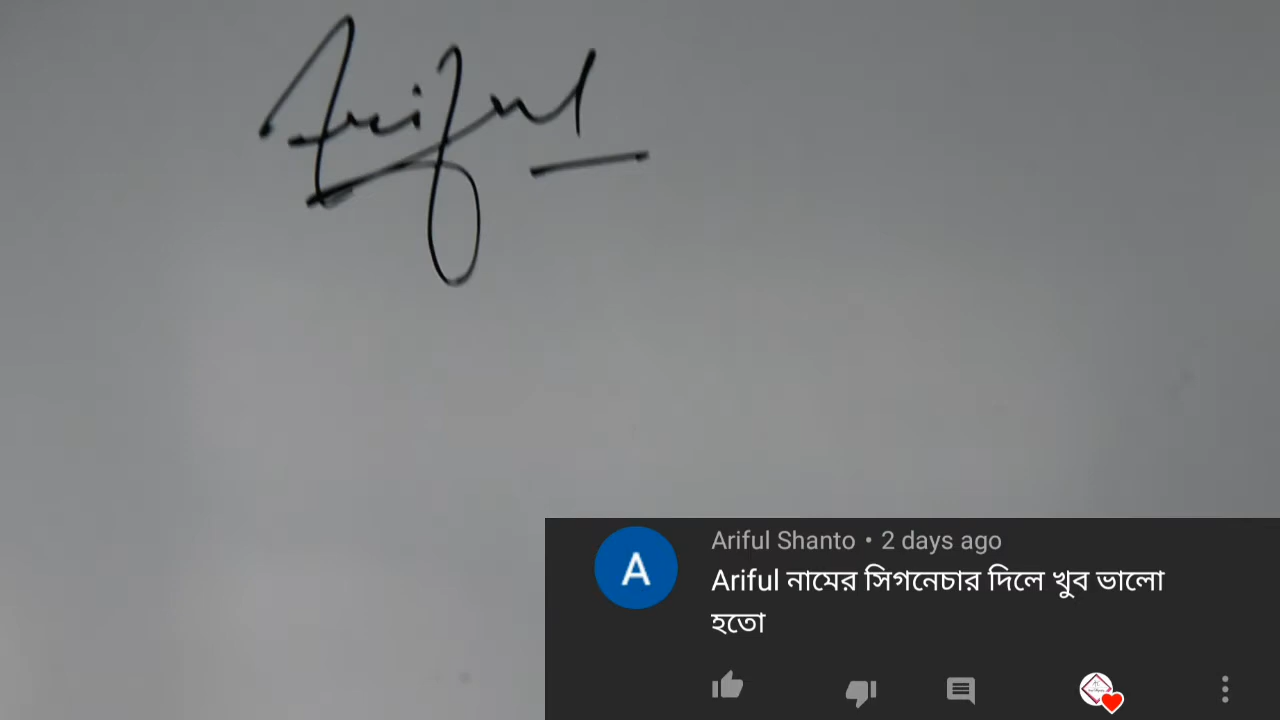 Ariful
Ariful Shanto • 2 days ago
A
Ariful নামের সিগনেচার দিলে খুব ভালো
হতো